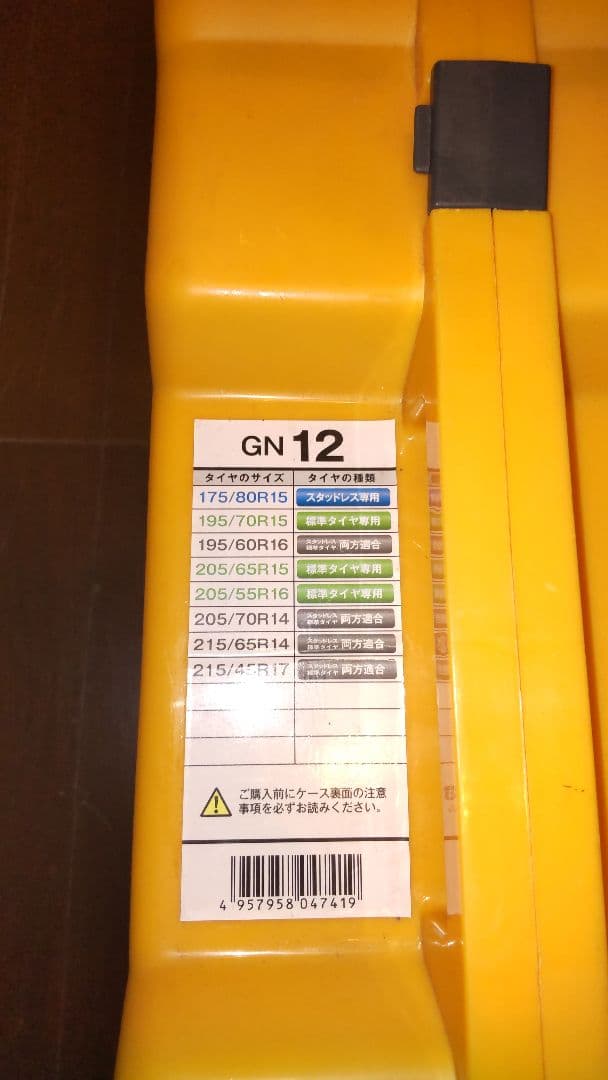 GN 12
タイヤのサイズ タイヤの種類
175/80R15 スタッドレス専用
195/70R15 標準タイヤ専用
195/60R16 スタッドレス 標準タイヤ 両方適合
205/65R15 標準タイヤ専用
205/55R16 標準タイヤ専用
205/70R14 スタッドレス 標準タイヤ 両方適合
215/65R14 スタッドレス 標準タイヤ 両方適合
215/45R17 スタッドレス 標準タイヤ 両方適合
ご購入前にケース裏面の注意
事項を必ずお読みください。
4 957958 047419